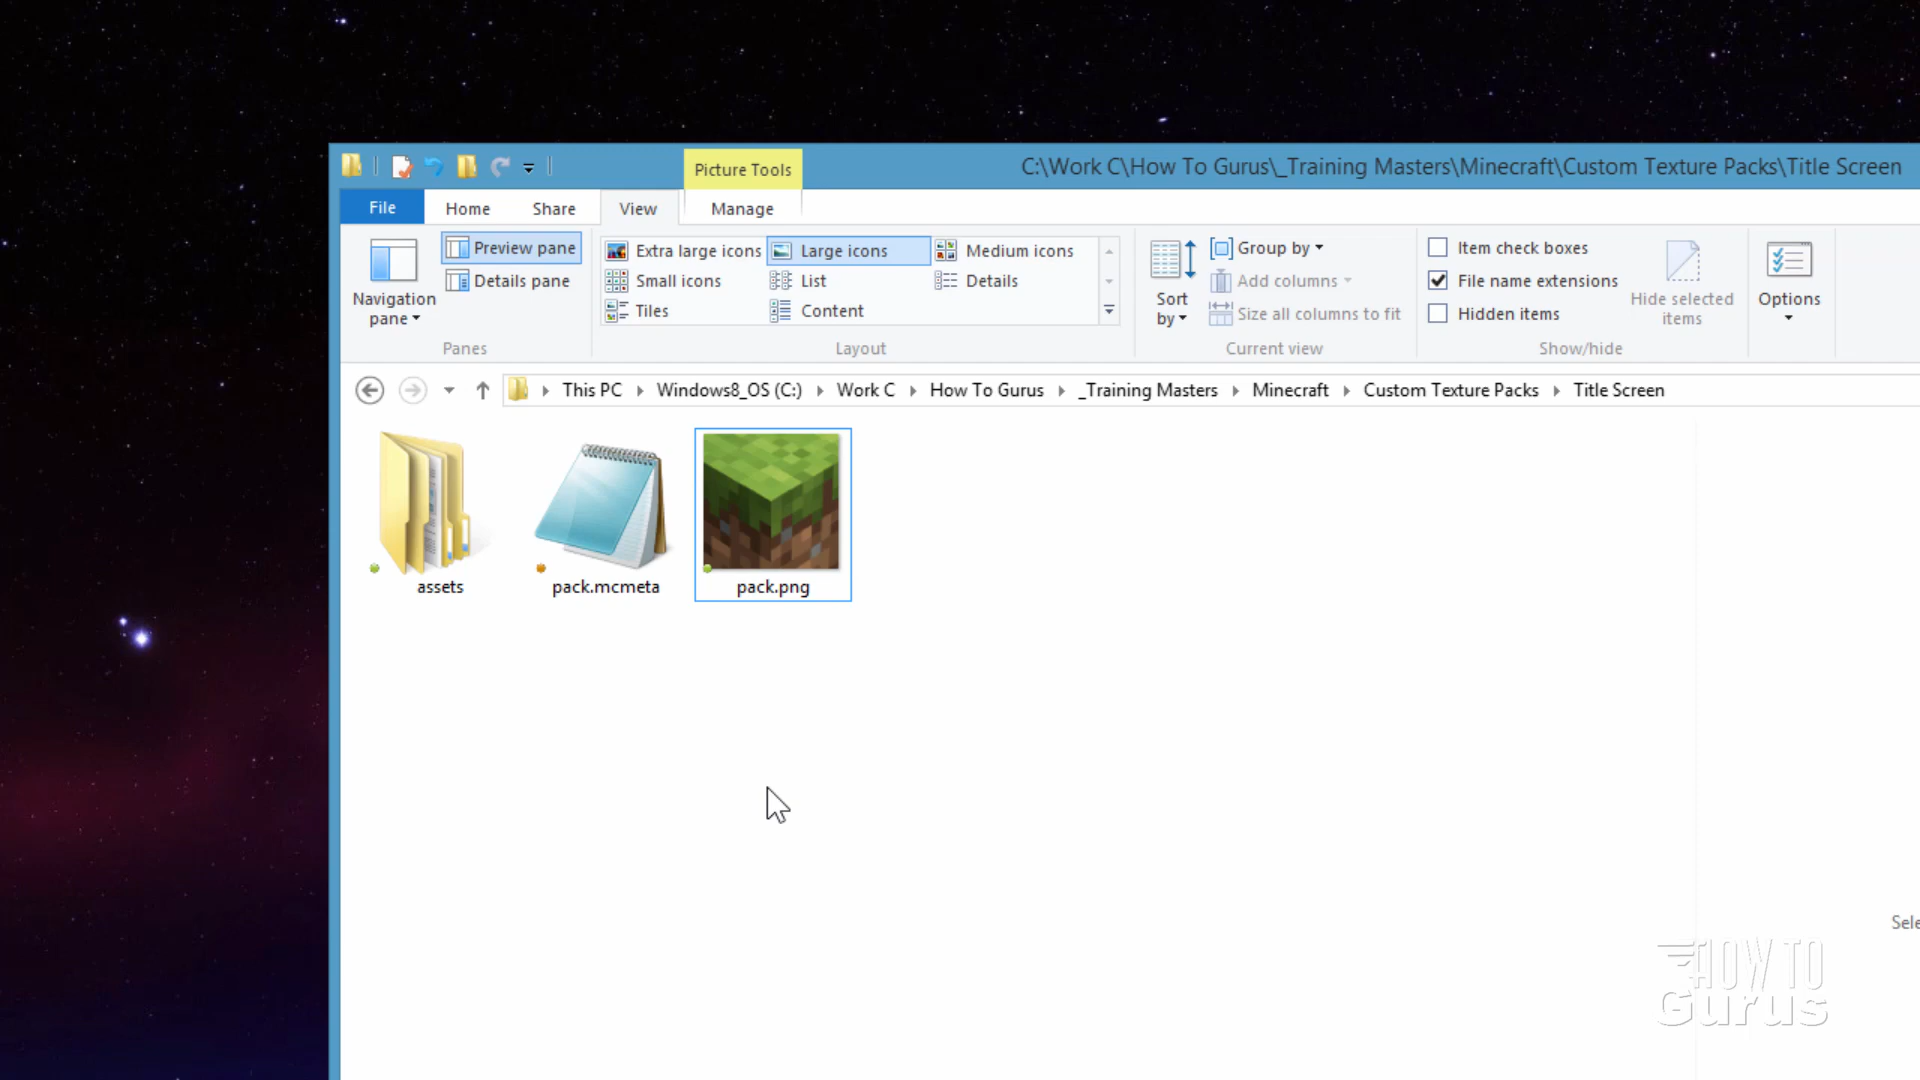 Picture Tools
C:\Work C\How To Gurus\_Training Masters\Minecraft\Custom Texture Packs\Title Screen
File Home Share View Manage
Navigation pane
Preview pane
Details pane
Panes
Extra large icons Large icons Medium icons
Small icons List Details
Tiles Content
Layout
Sort by
Group by
Add columns
Size all columns to fit
Current view
Item check boxes
File name extensions
Hidden items
Hide selected items
Show/hide
Options
This PC Windows8_OS (C:) Work C How To Gurus _Training Masters Minecraft Custom Texture Packs Title Screen
assets
pack.mcmeta
pack.png
Sele
HOW TO
Gurus